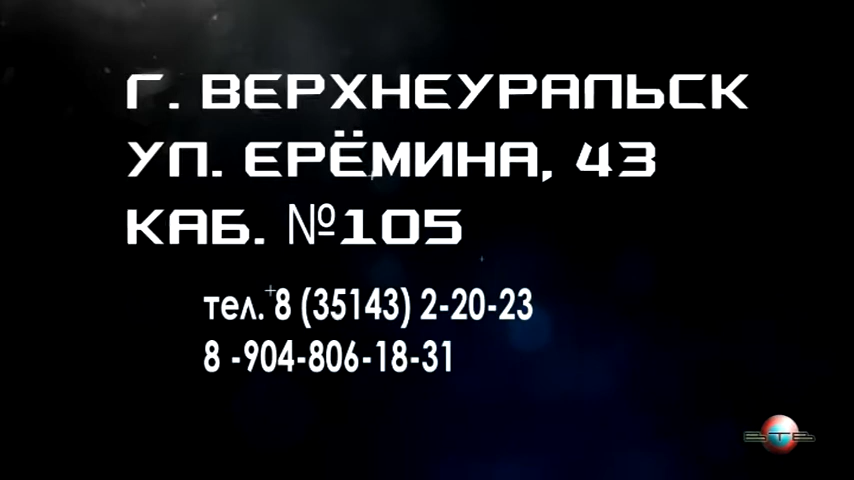 Г. ВЕРХНЕУРАЛЬСК
УЛ. ЕРЁМИНА, 43
КАБ. №105
тел. 8 (35143) 2-20-23
8 -904-806-18-31